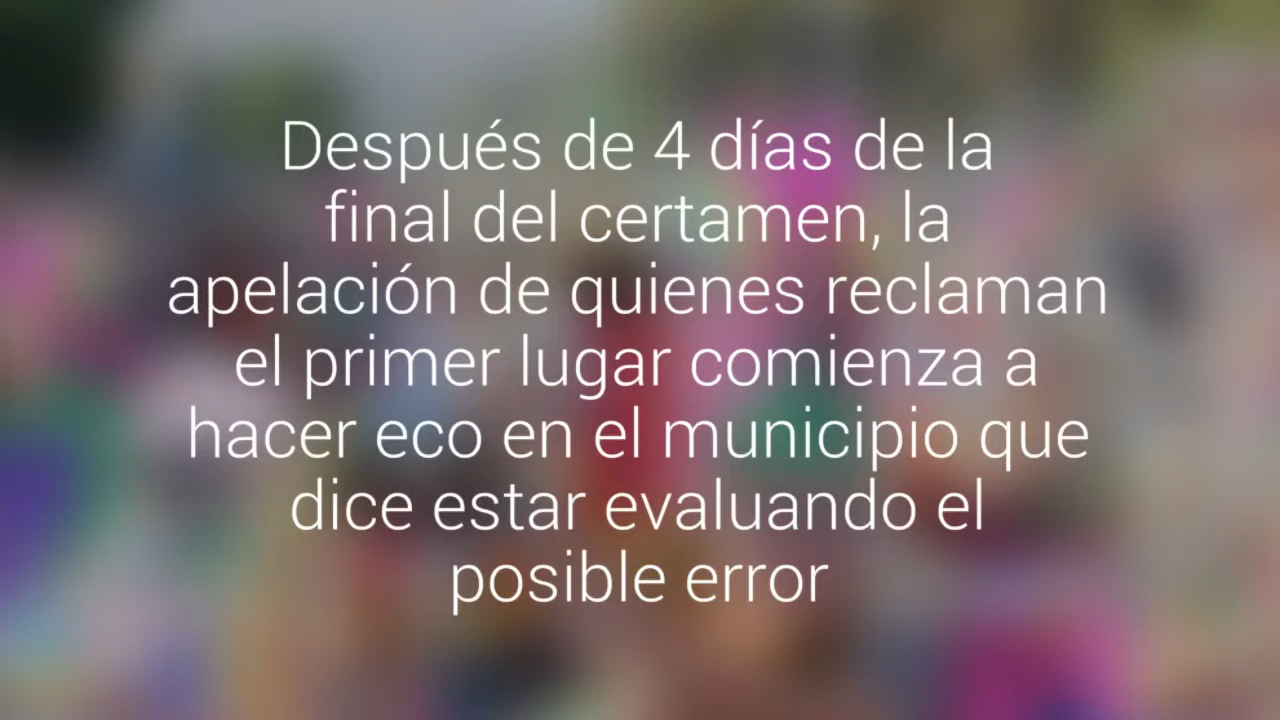 Después de 4 días de la
final del certamen, la
apelación de quienes reclaman
el primer lugar comienza a
hacer eco en el municipio que
dice estar evaluando el
posible error